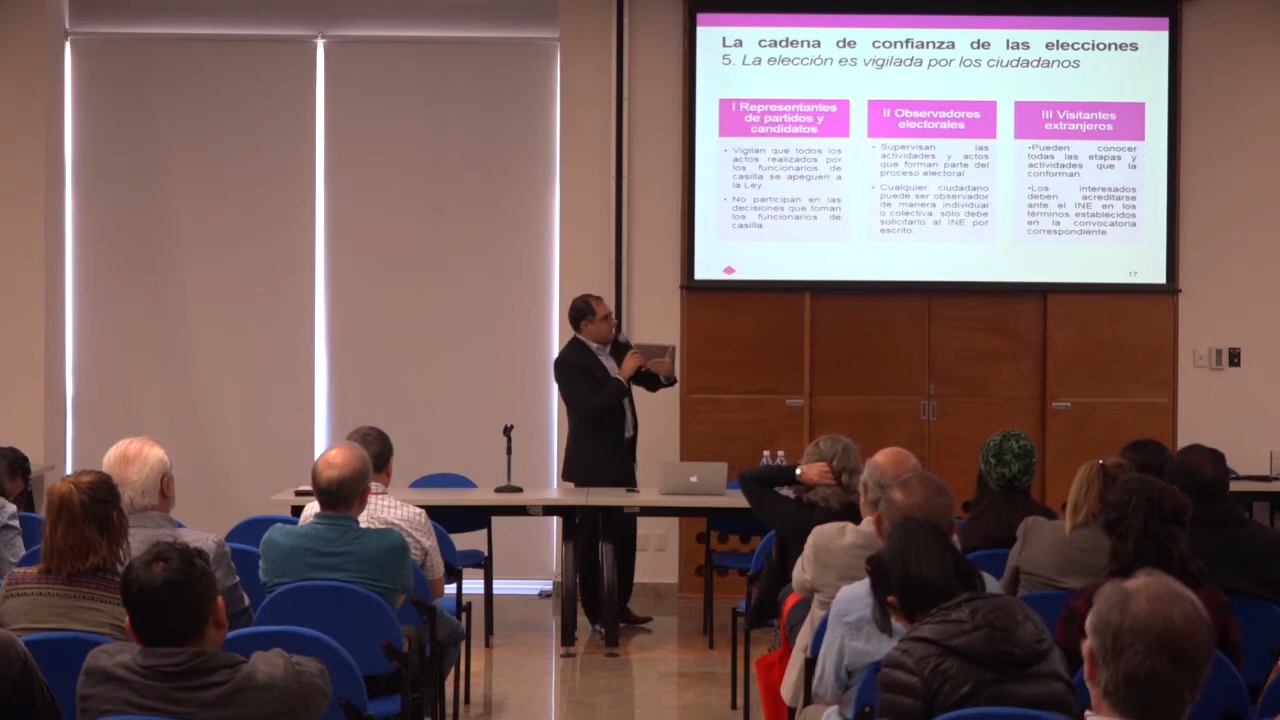 La cadena de confianza de las elecciones
5. La elección es vigilada por los ciudadanos
I Representantes
de partidos y
candidatos
• Vigilan que todos los
actos realizados por
los funcionarios de
casilla se apeguen a
la Ley.
• No participan en las
decisiones que toman
los funcionarios de
casilla
II Observadores
electorales
• Supervisan las
actividades y actos
que forman parte del
proceso electoral.
• Cualquier ciudadano
puede ser observador
de manera individual
o colectiva, sólo debe
solicitarlo al INE por
escrito.
III Visitantes
extranjeros
•Pueden conocer
todas las etapas y
actividades que la
conforman.
•Los interesados
deben acreditarse
ante el INE en los
términos establecidos
en la convocatoria
correspondiente.
17